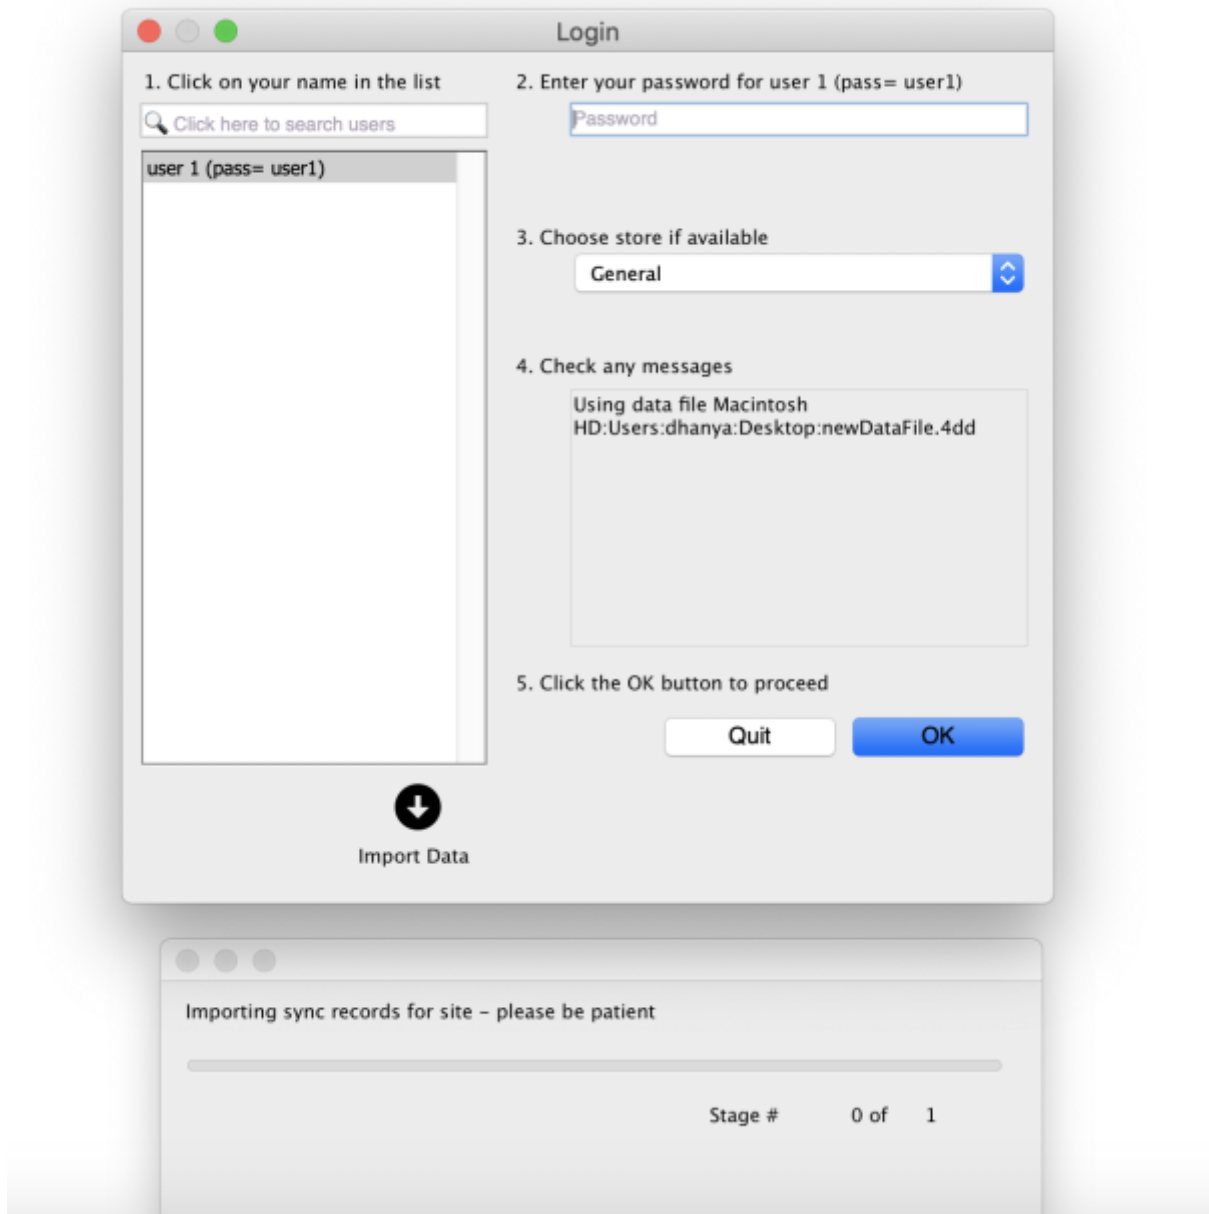 Login
1. Click on your name in the list
Click here to search users
user 1 (pass= user1)
Import Data
2. Enter your password for user 1 (pass= user1)
Password
3. Choose store if available
General
4. Check any messages
Using data file Macintosh
HD:Users:dhanya:Desktop:newDataFile.4dd
5. Click the OK button to proceed
Quit OK
Importing sync records for site – please be patient
Stage # 0 of 1